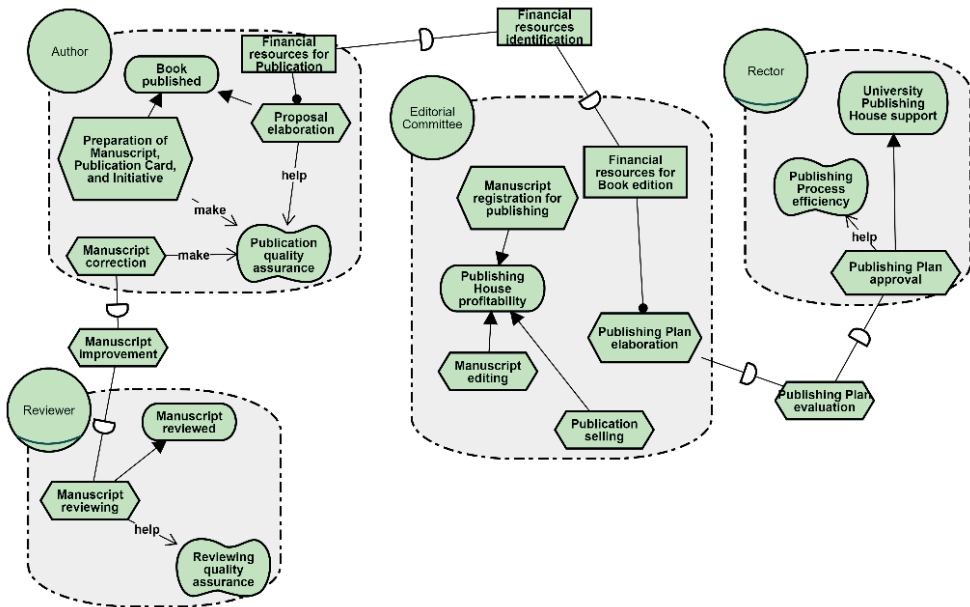 Author
Financial
resources for
Publication
Book
published
Proposal
elaboration
Preparation of
Manuscript,
Publication Card,
and Initiative
help
make
Manuscript
correction
make
Publication
quality
assurance
Manuscript
Improvement
Reviewer
Manuscript
reviewed
Manuscript
reviewing
help
Reviewing
quality
assurance
Financial resources
identification
Editorial
Committee
Financial
resources for
Book edition
Manuscript
registration for
publishing
Publishing
House
profitability
Publishing Plan
elaboration
Manuscript
editing
Publication
selling
Rector
University
Publishing
House support
Publishing
Process
efficiency
help
Publishing Plan
approval
Publishing Plan
evaluation